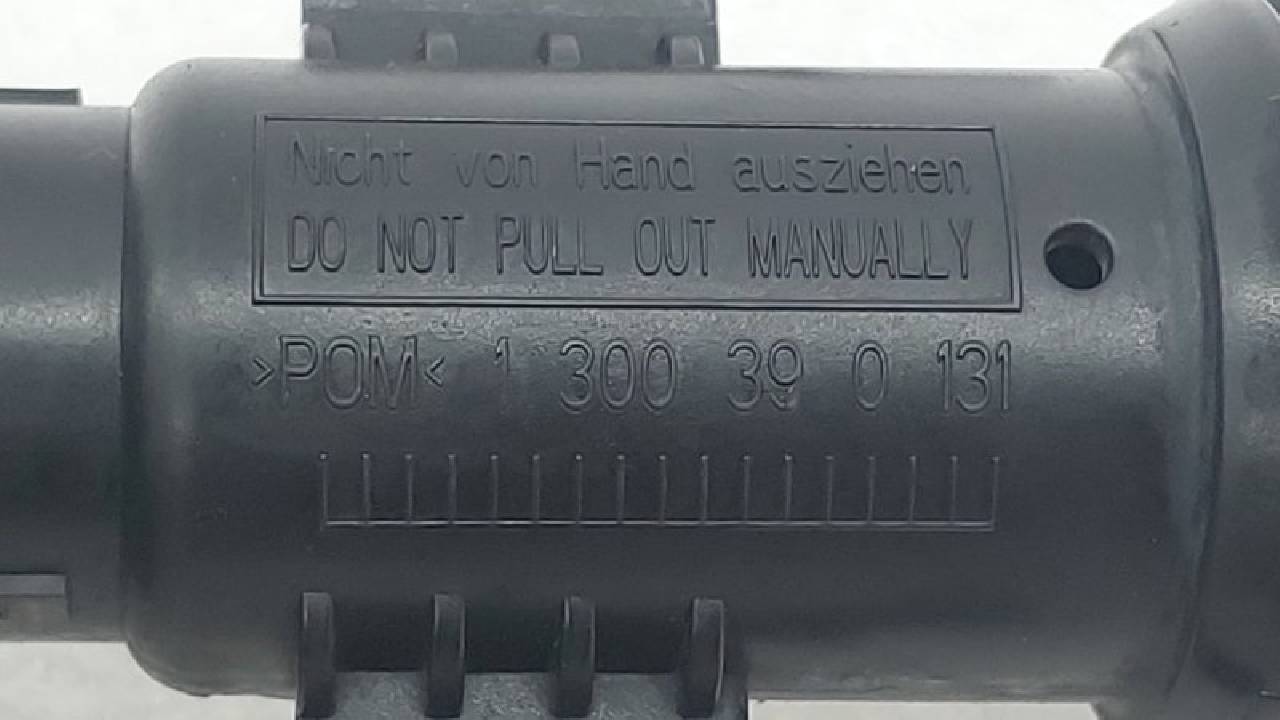 Nicht von Hand ausziehen
DO NOT PULL OUT MANUALLY
>POM< 1 300 39 0 131